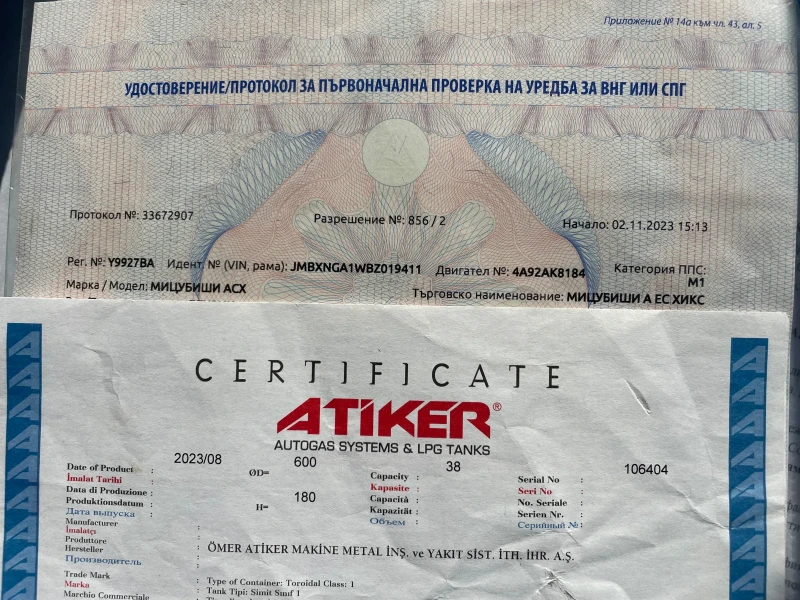 Приложение № 14а към чл. 43, ал. 5
УДОСТОВЕРЕНИЕ/ПРОТОКОЛ ЗА ПЪРВОНАЧАЛНА ПРОВЕРКА НА УРЕДБА ЗА ВНГ ИЛИ СПГ
Протокол №: 33672907 Разрешение №: 856 / 2 Начало: 02.11.2023 15:13
Рег. №: Y9927BA Идент. № (VIN, рама): JMBXNGA1WBZ019411 Двигател №: 4A92AK8184 Категория ППС: M1
Марка / Модел: МИЦУБИШИ АСХ Търговско наименование: МИЦУБИШИ А ЕС ХИКС
CERTIFICATE
ATİKER®
AUTOGAS SYSTEMS & LPG TANKS
Date of Product : 2023/08 ØD= 600 Capacity : 38 Serial No : 106404
İmalat Tarihi : Kapasite : Seri No :
Data di Produzione : H= 180 Capacità : No. Seriale :
Produktionsdatum : Kapazität : Serien Nr. :
Дата выпуска : Объем : Серийный №:
Manufacturer :
İmalatçı :
Produttore :
Hersteller : ÖMER ATİKER MAKİNE METAL İNŞ. ve YAKIT SİST. İTH. İHR. A.Ş.
Производитель :
Trade Mark : Type of Container: Toroidal Class: 1
Marka : Tank Tipi: Simit Sınıf 1
Marchio Commerciale